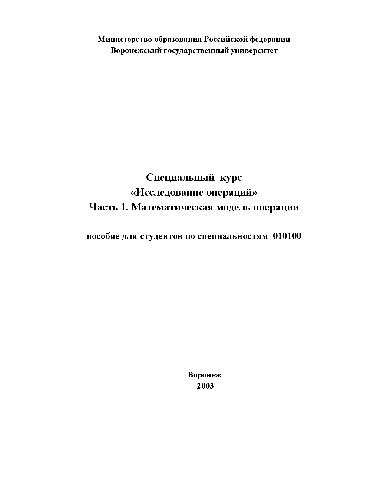 Министерство образования Российской федерации
Воронежский государственный университет
Специальный курс
«Исследование операций»
Часть 1. Математическая модель операции
пособие для студентов по специальностям 010100
Воронеж
2003